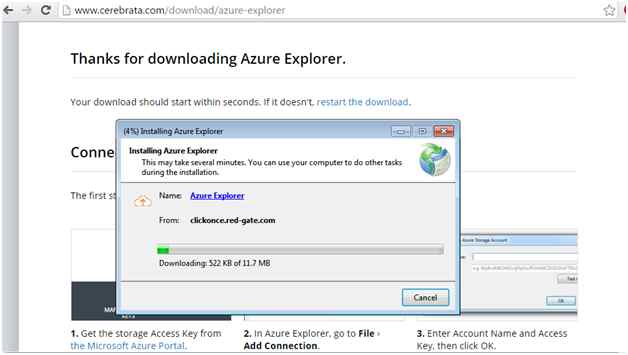 www.cerebrata.com/download/azure-explorer
Thanks for downloading Azure Explorer.
Your download should start within seconds. If it doesn't, restart the download.
(4%) Installing Azure Explorer
Installing Azure Explorer
This may take several minutes. You can use your computer to do other tasks
during the installation.
Conne
The first st
Name: Azure Explorer
From: clickonce.red-gate.com
Downloading: 522 KB of 11.7 MB
Cancel
Azure Storage Account
OK
1. Get the storage Access Key from
the Microsoft Azure Portal.
2. In Azure Explorer, go to File ›
Add Connection.
3. Enter Account Name and Access
Key, then click OK.